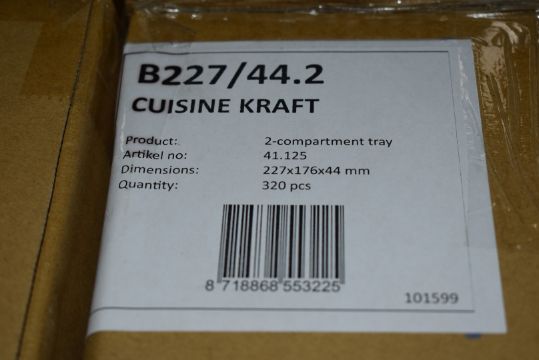 B227/44.2
CUISINE KRAFT
Product: 2-compartment tray
Artikel no: 41.125
Dimensions: 227x176x44 mm
Quantity: 320 pcs
8 718868 553225
101599